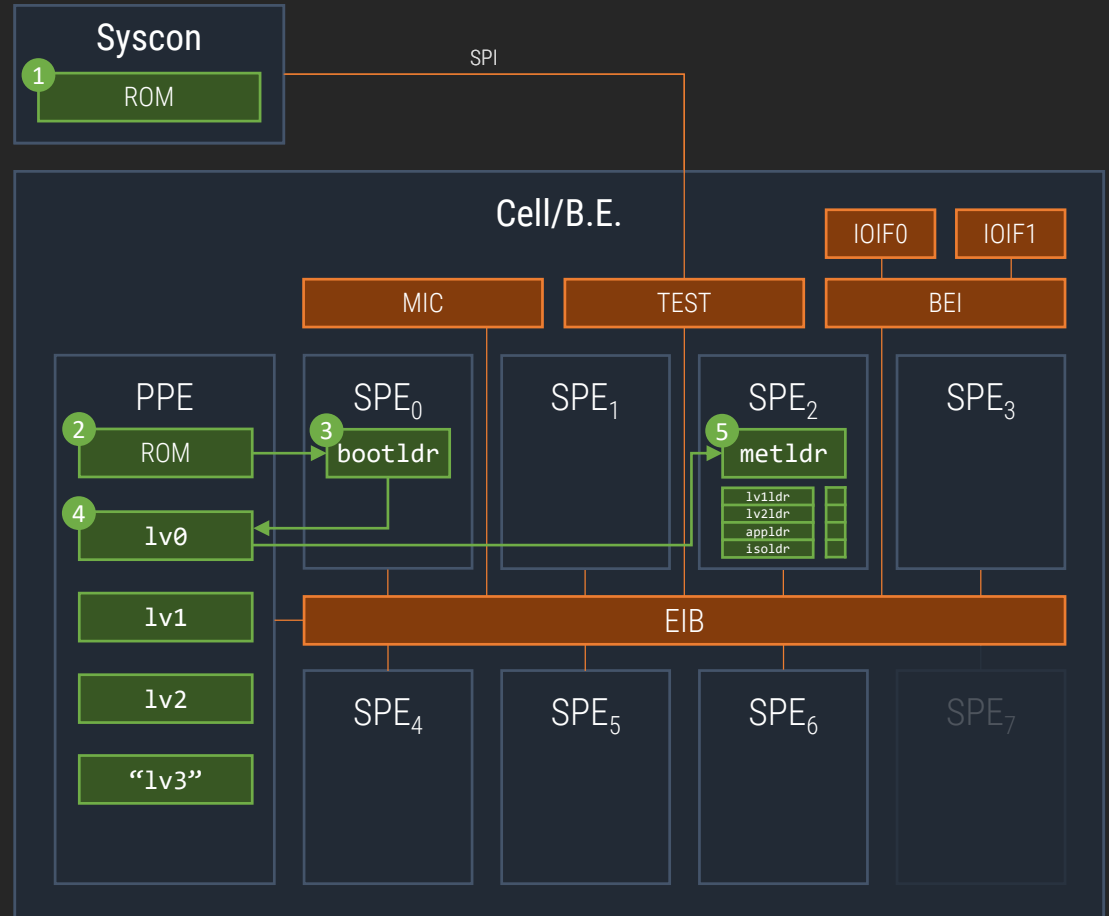 Syscon
SPI
1
ROM
Cell/B.E.
IOIF0
IOIF1
MIC
TEST
BEI
PPE
SPE0
SPE1
SPE2
SPE3
2
ROM
3
bootldr
5
metldr
lv1ldr
lv2ldr
appldr
isoldr
4
lv0
lv1
EIB
lv2
SPE4
SPE5
SPE6
SPE7
“lv3”